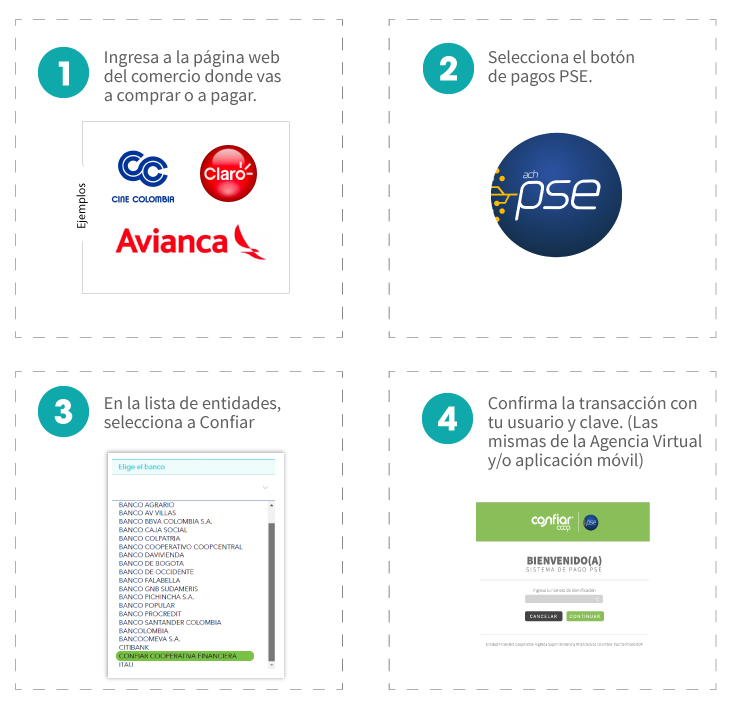 1
Ingresa a la página web
del comercio donde vas
a comprar o a pagar.
Ejemplos
CINE COLOMBIA
Claro
Avianca
2
Selecciona el botón
de pagos PSE.
ach
pse
3
En la lista de entidades,
selecciona a Confiar
Elige el banco
BANCO AGRARIO
BANCO AV VILLAS
BANCO BBVA COLOMBIA S.A.
BANCO CAJA SOCIAL
BANCO COLPATRIA
BANCO COOPERATIVO COOPCENTRAL
BANCO DAVIVIENDA
BANCO DE BOGOTA
BANCO DE OCCIDENTE
BANCO FALABELLA
BANCO GNB SUDAMERIS
BANCO PICHINCHA S.A.
BANCO POPULAR
BANCO PROCREDIT
BANCO SANTANDER COLOMBIA
BANCOLOMBIA
BANCOOMEVA S.A.
CITIBANK
CONFIAR COOPERATIVA FINANCIERA
ITAU
4
Confirma la transacción con
tu usuario y clave. (Las
mismas de la Agencia Virtual
y/o aplicación móvil)
confiar
coop
pse
BIENVENIDO(A)
SISTEMA DE PAGO PSE
Ingresa tu número de identificación
CANCELAR
CONTINUAR